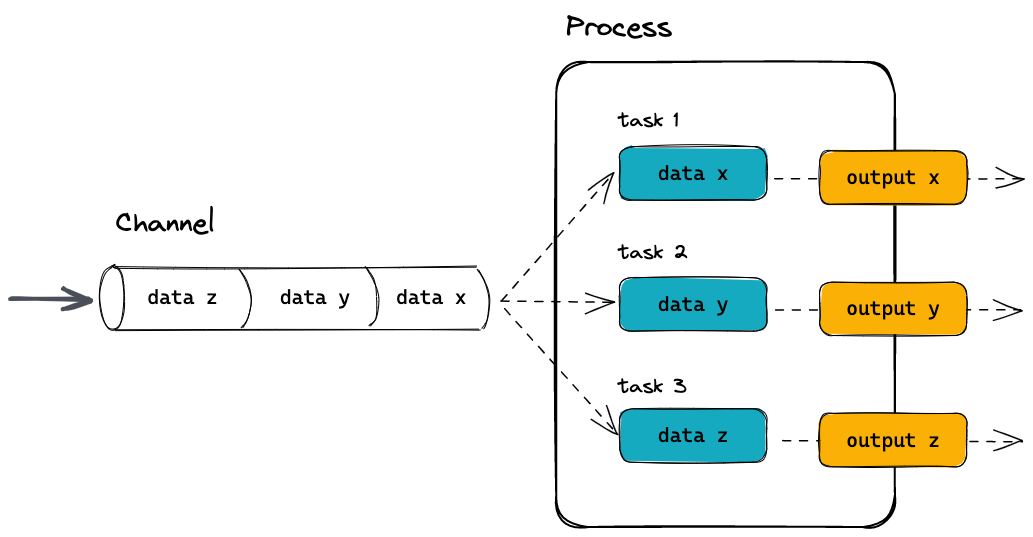 Process
task 1
data x
output x
Channel
task 2
data z
data y
data x
data y
output y
task 3
data z
output z